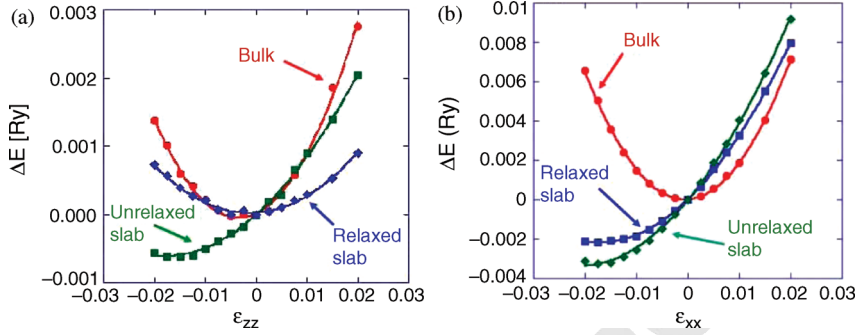 (a)
0.003
0.002
0.001
0.000
−0.001
ΔE [Ry]
Bulk
Unrelaxed
slab
Relaxed
slab
−0.03 −0.02 −0.01 0 0.01 0.02 0.03
εzz
(b)
0.01
0.008
0.006
0.004
0.002
0
−0.002
−0.004
ΔE (Ry)
Bulk
Relaxed
slab
Unrelaxed
slab
−0.03 −0.02 −0.01 0 0.01 0.02 0.03
εxx